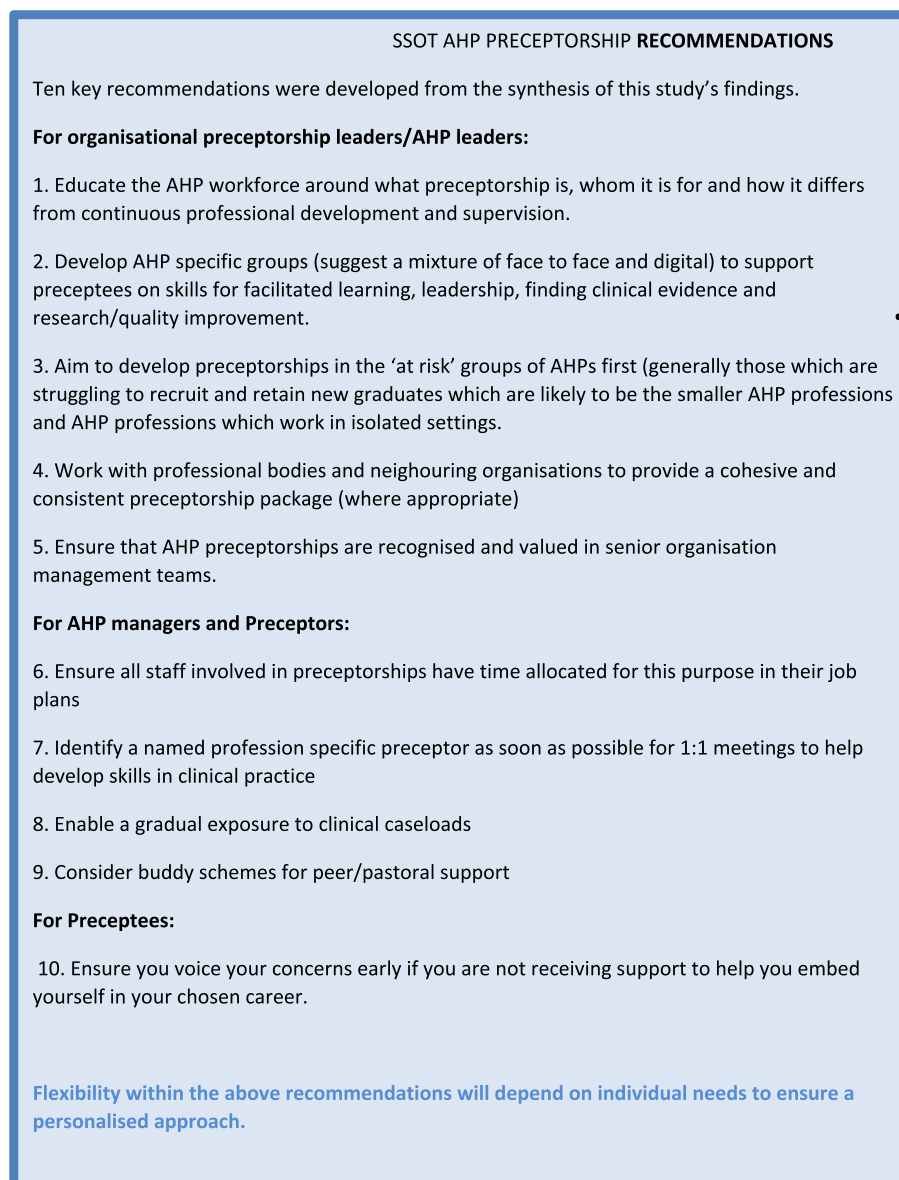 SSOT AHP PRECEPTORSHIP RECOMMENDATIONS
Ten key recommendations were developed from the synthesis of this study’s findings.
For organisational preceptorship leaders/AHP leaders:
1. Educate the AHP workforce around what preceptorship is, whom it is for and how it differs
from continuous professional development and supervision.
2. Develop AHP specific groups (suggest a mixture of face to face and digital) to support
preceptees on skills for facilitated learning, leadership, finding clinical evidence and
research/quality improvement.
3. Aim to develop preceptorships in the ‘at risk’ groups of AHPs first (generally those which are
struggling to recruit and retain new graduates which are likely to be the smaller AHP professions
and AHP professions which work in isolated settings.
4. Work with professional bodies and neighouring organisations to provide a cohesive and
consistent preceptorship package (where appropriate)
5. Ensure that AHP preceptorships are recognised and valued in senior organisation
management teams.
For AHP managers and Preceptors:
6. Ensure all staff involved in preceptorships have time allocated for this purpose in their job
plans
7. Identify a named profession specific preceptor as soon as possible for 1:1 meetings to help
develop skills in clinical practice
8. Enable a gradual exposure to clinical caseloads
9. Consider buddy schemes for peer/pastoral support
For Preceptees:
10. Ensure you voice your concerns early if you are not receiving support to help you embed
yourself in your chosen career.
Flexibility within the above recommendations will depend on individual needs to ensure a
personalised approach.